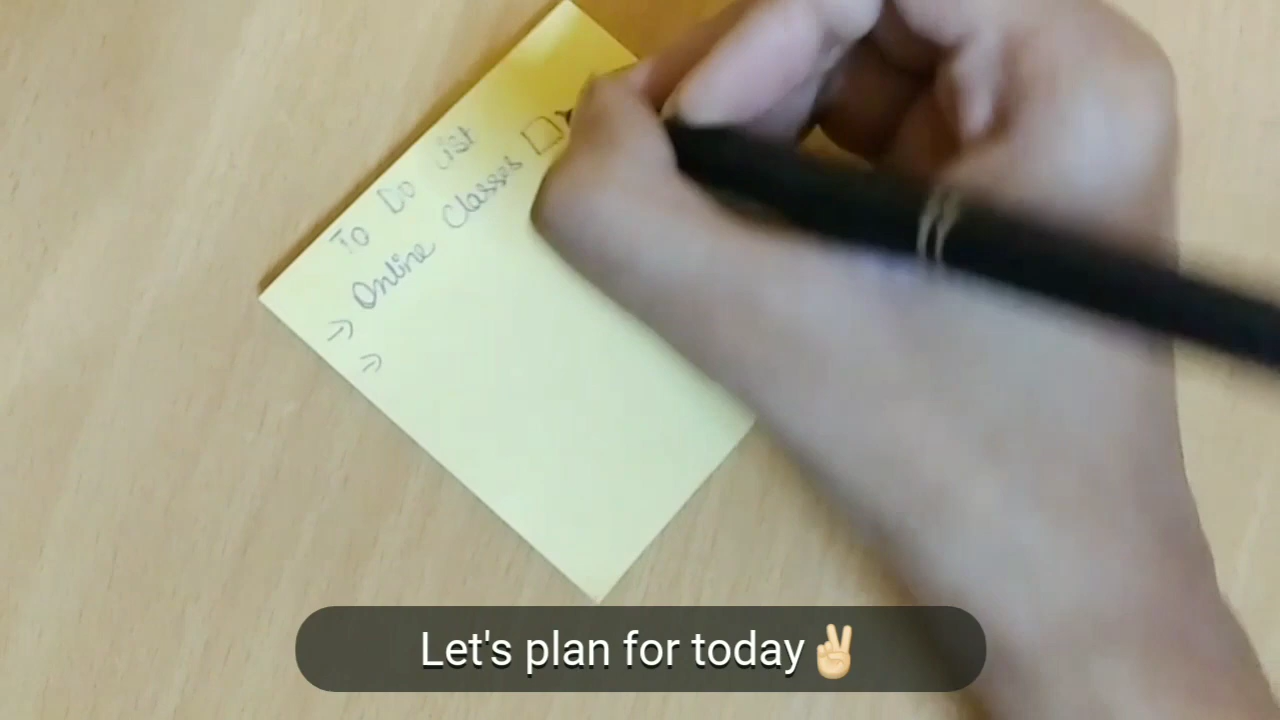 To Do List
→ Online Classes □
→
Let's plan for today✌🏻